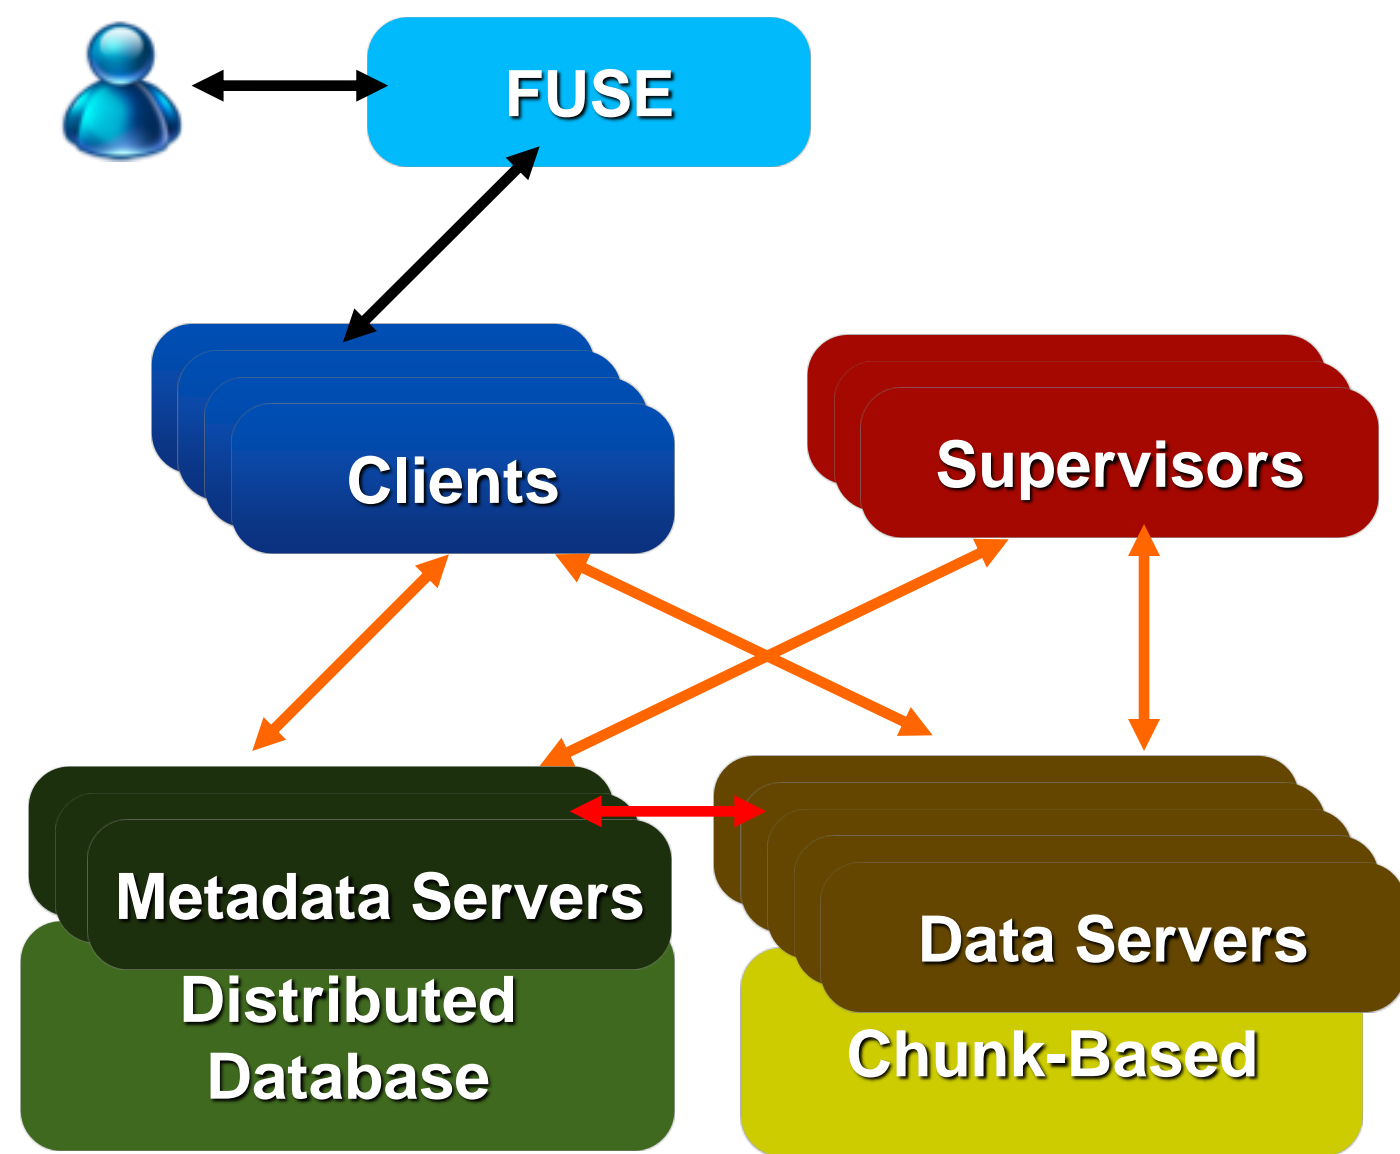 FUSE
Clients
Supervisors
Metadata Servers
Data Servers
Distributed
Database
Chunk-Based